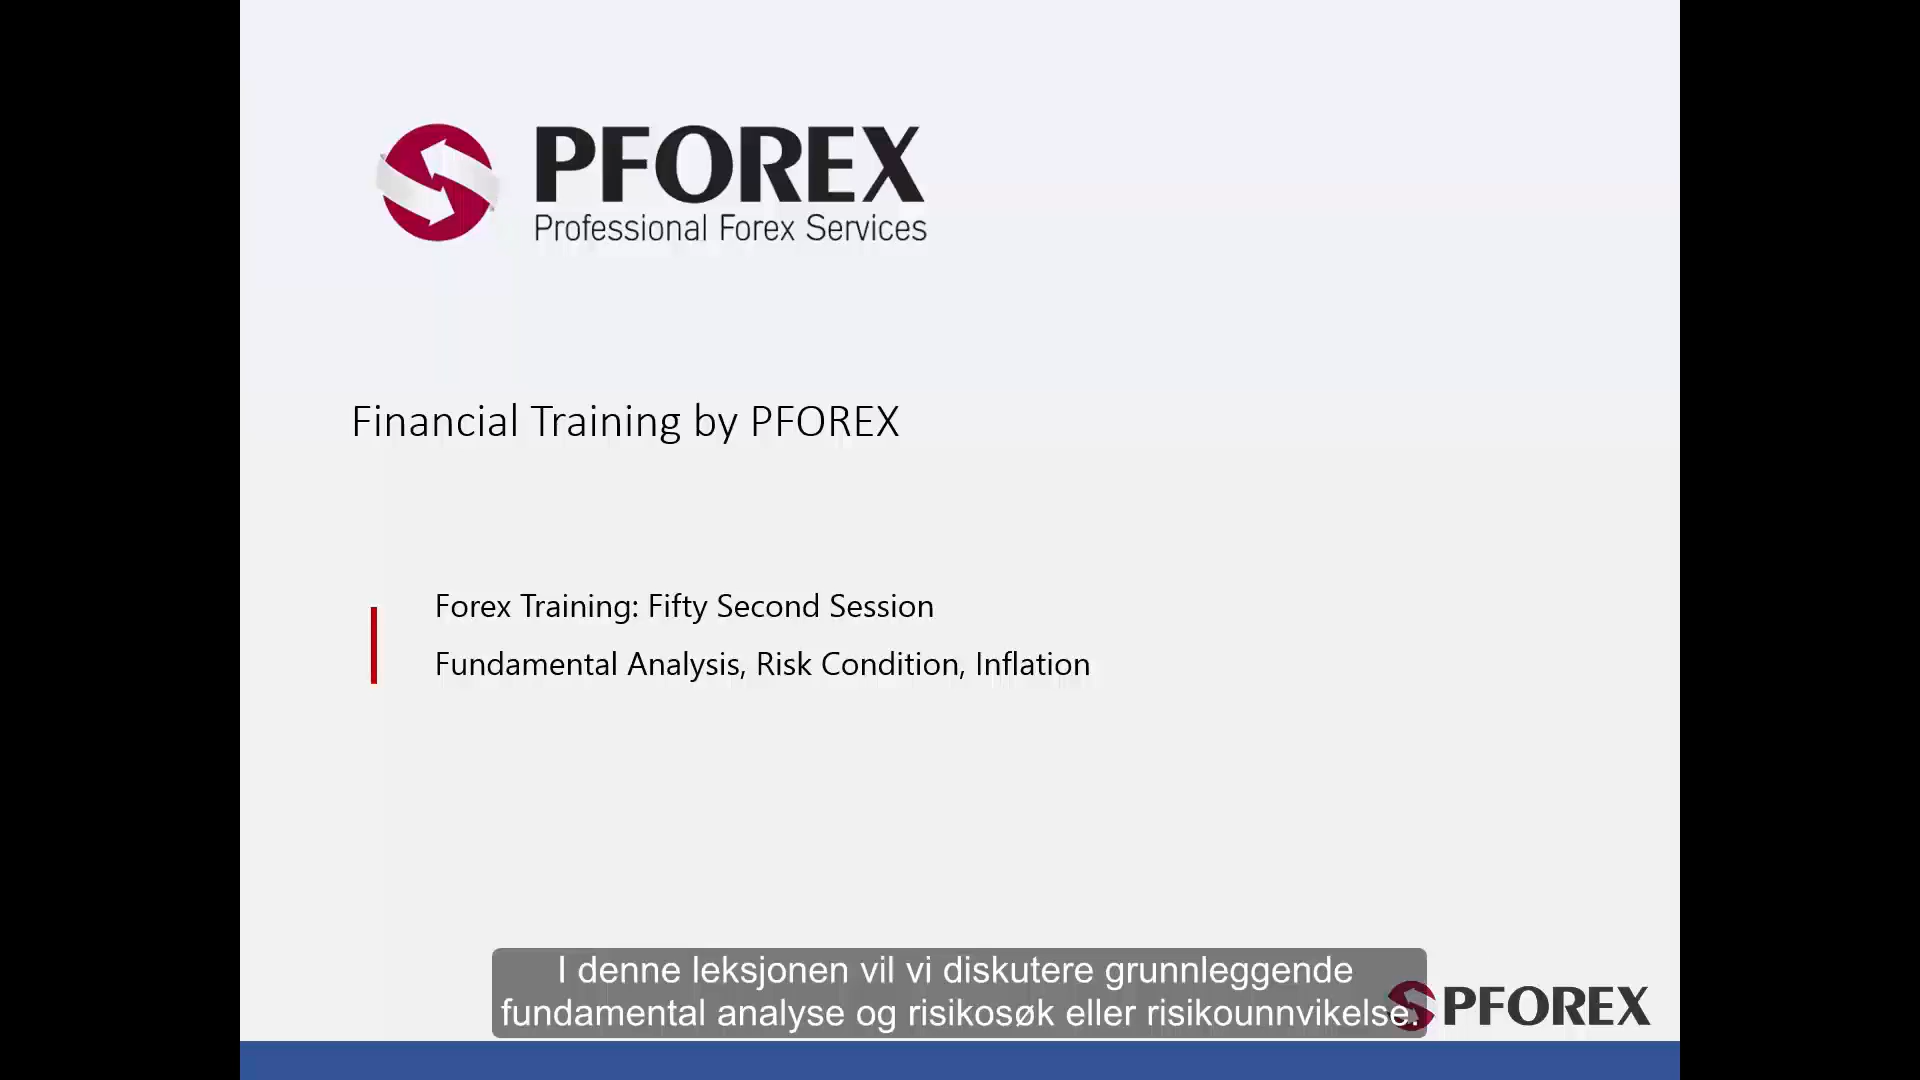 PFOREX
Professional Forex Services
Financial Training by PFOREX
Forex Training: Fifty Second Session
Fundamental Analysis, Risk Condition, Inflation
I denne leksjonen vil vi diskutere grunnleggende
fundamental analyse og risikosøk eller risikounnvikelse.
PFOREX